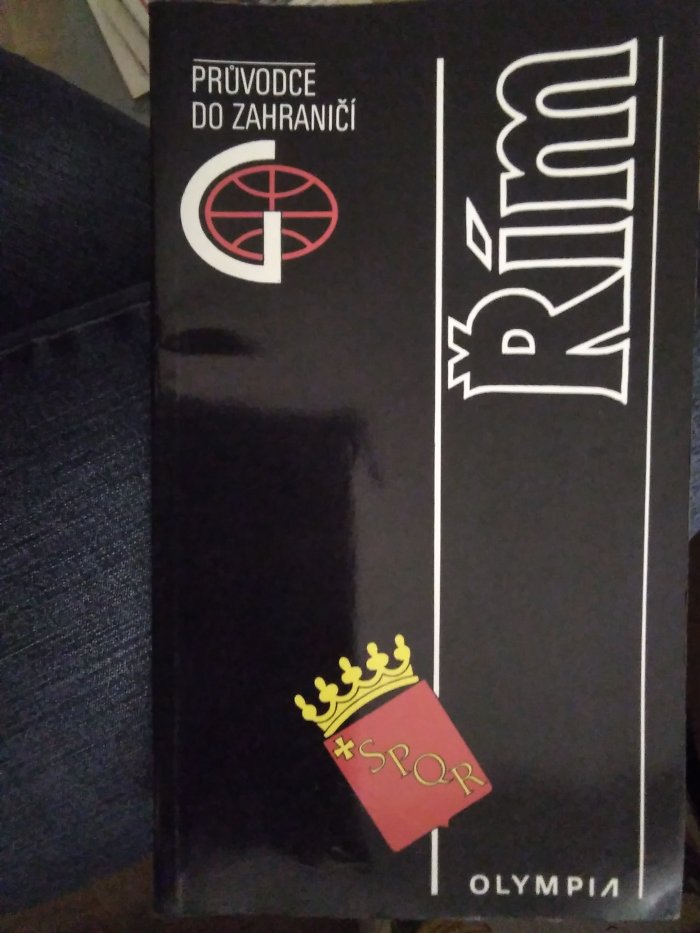 PRŮVODCE
DO ZAHRANIČÍ
Řím
SPQR
OLYMPIA